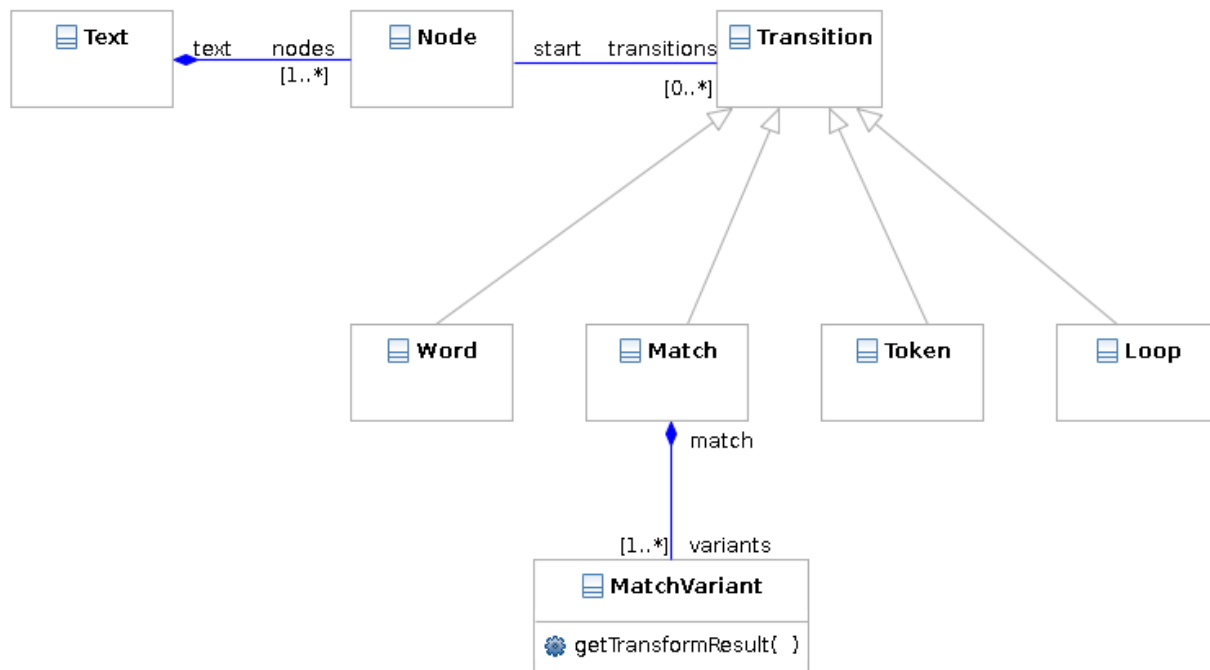 Text
text nodes
[1..*]
Node
start transitions
[0..*]
Transition
Word
Match
Token
Loop
match
[1..*] variants
MatchVariant
getTransformResult( )